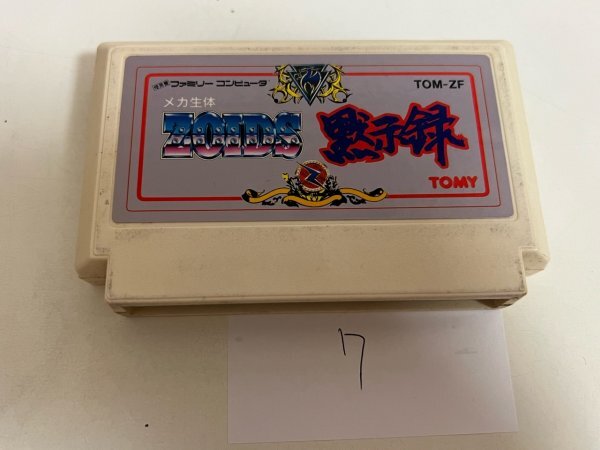 ファミリー コンピュータ
TOM-ZF
メカ生体
ZOIDS 黙示録
TOMY
7